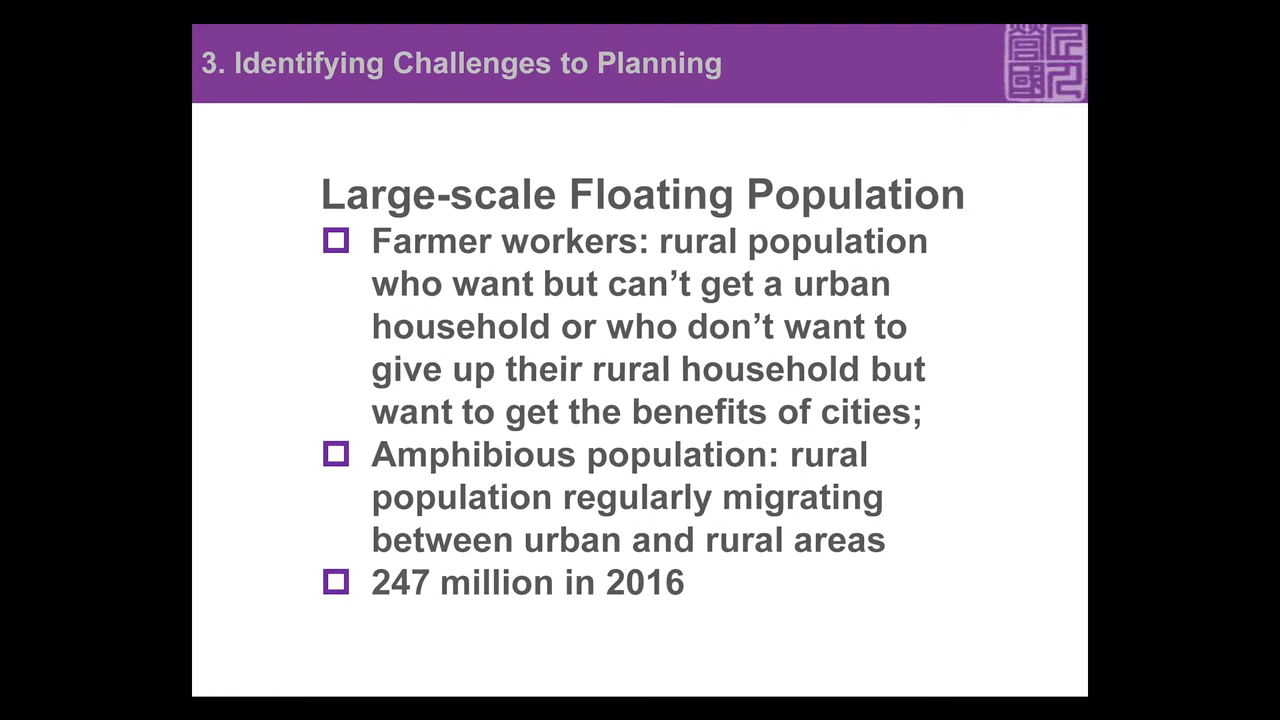 3. Identifying Challenges to Planning
Large-scale Floating Population
Farmer workers: rural population
who want but can’t get a urban
household or who don’t want to
give up their rural household but
want to get the benefits of cities;
Amphibious population: rural
population regularly migrating
between urban and rural areas
247 million in 2016